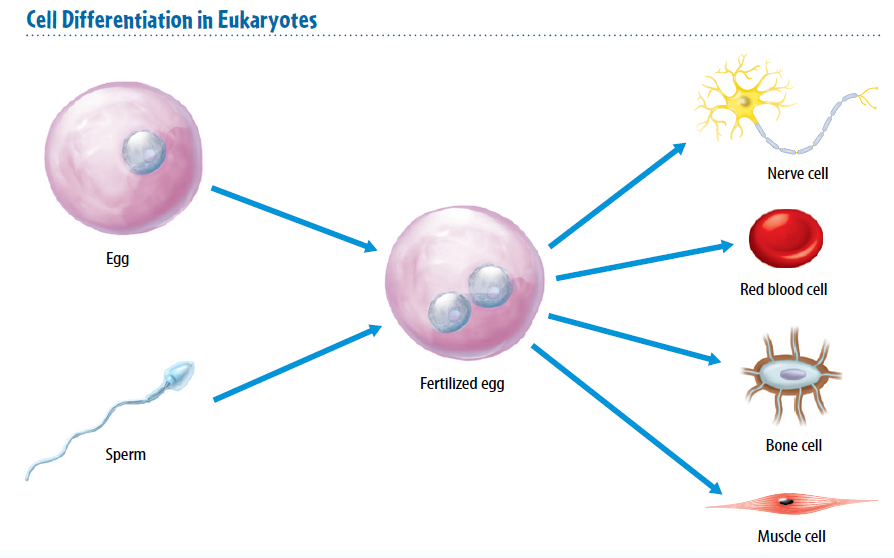 Cell Differentiation in Eukaryotes
Egg
Sperm
Fertilized egg
Nerve cell
Red blood cell
Bone cell
Muscle cell